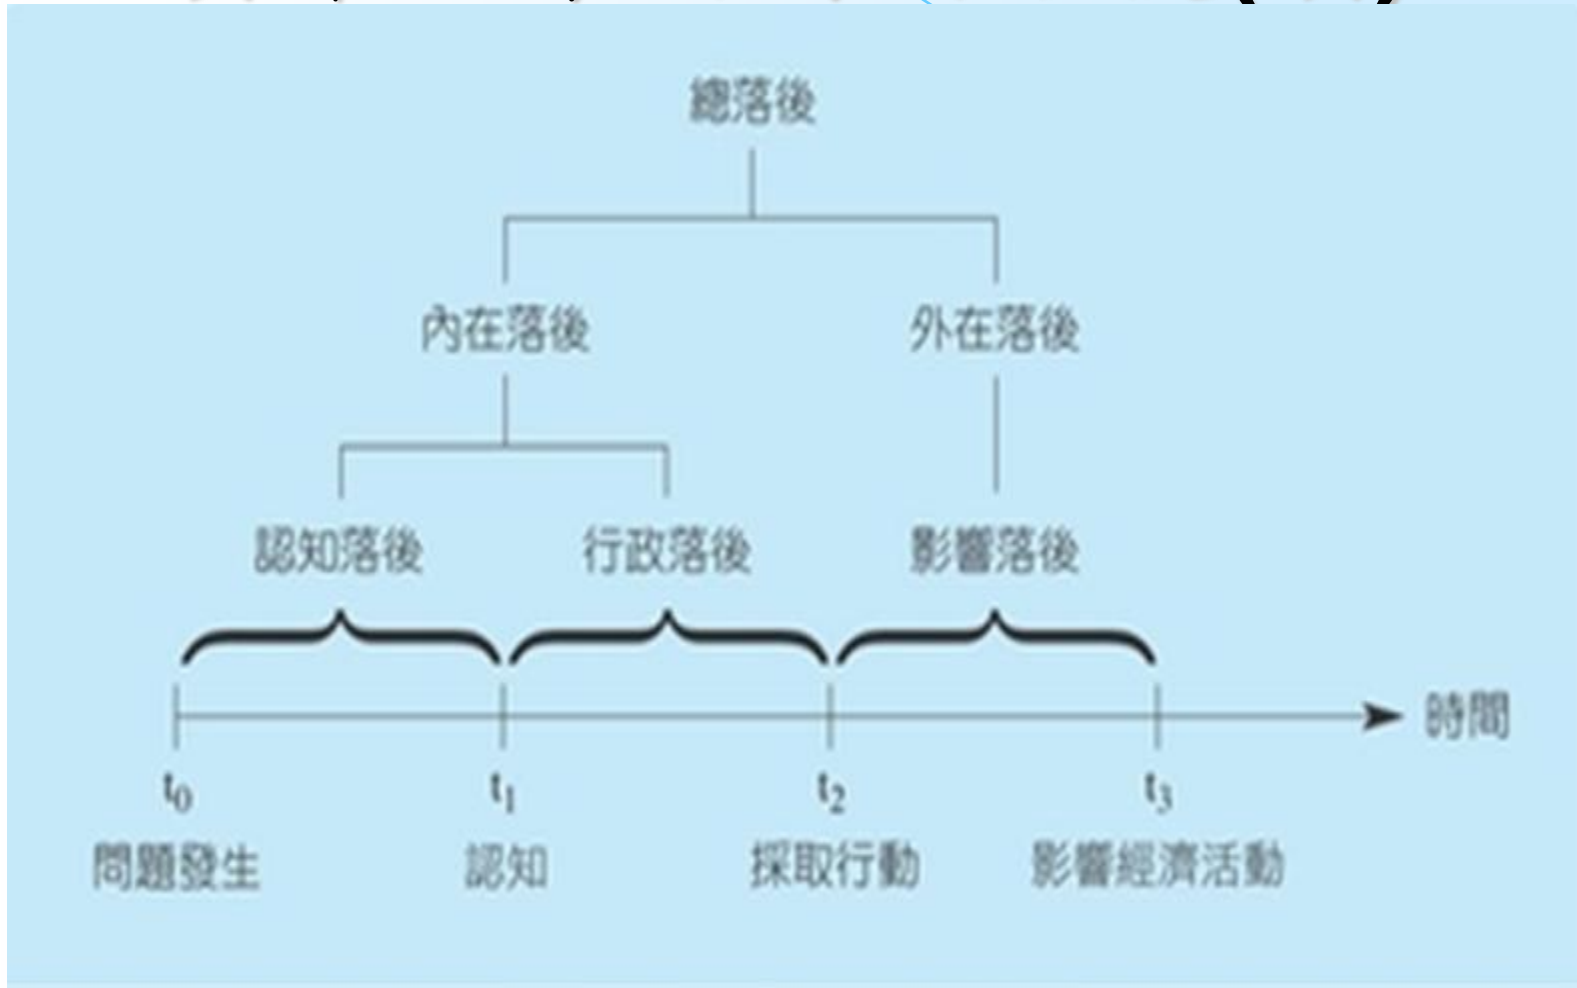 總落後
內在落後 外在落後
認知落後 行政落後 影響落後
時間
t₀ t₁ t₂ t₃
問題發生 認知 採取行動 影響經濟活動